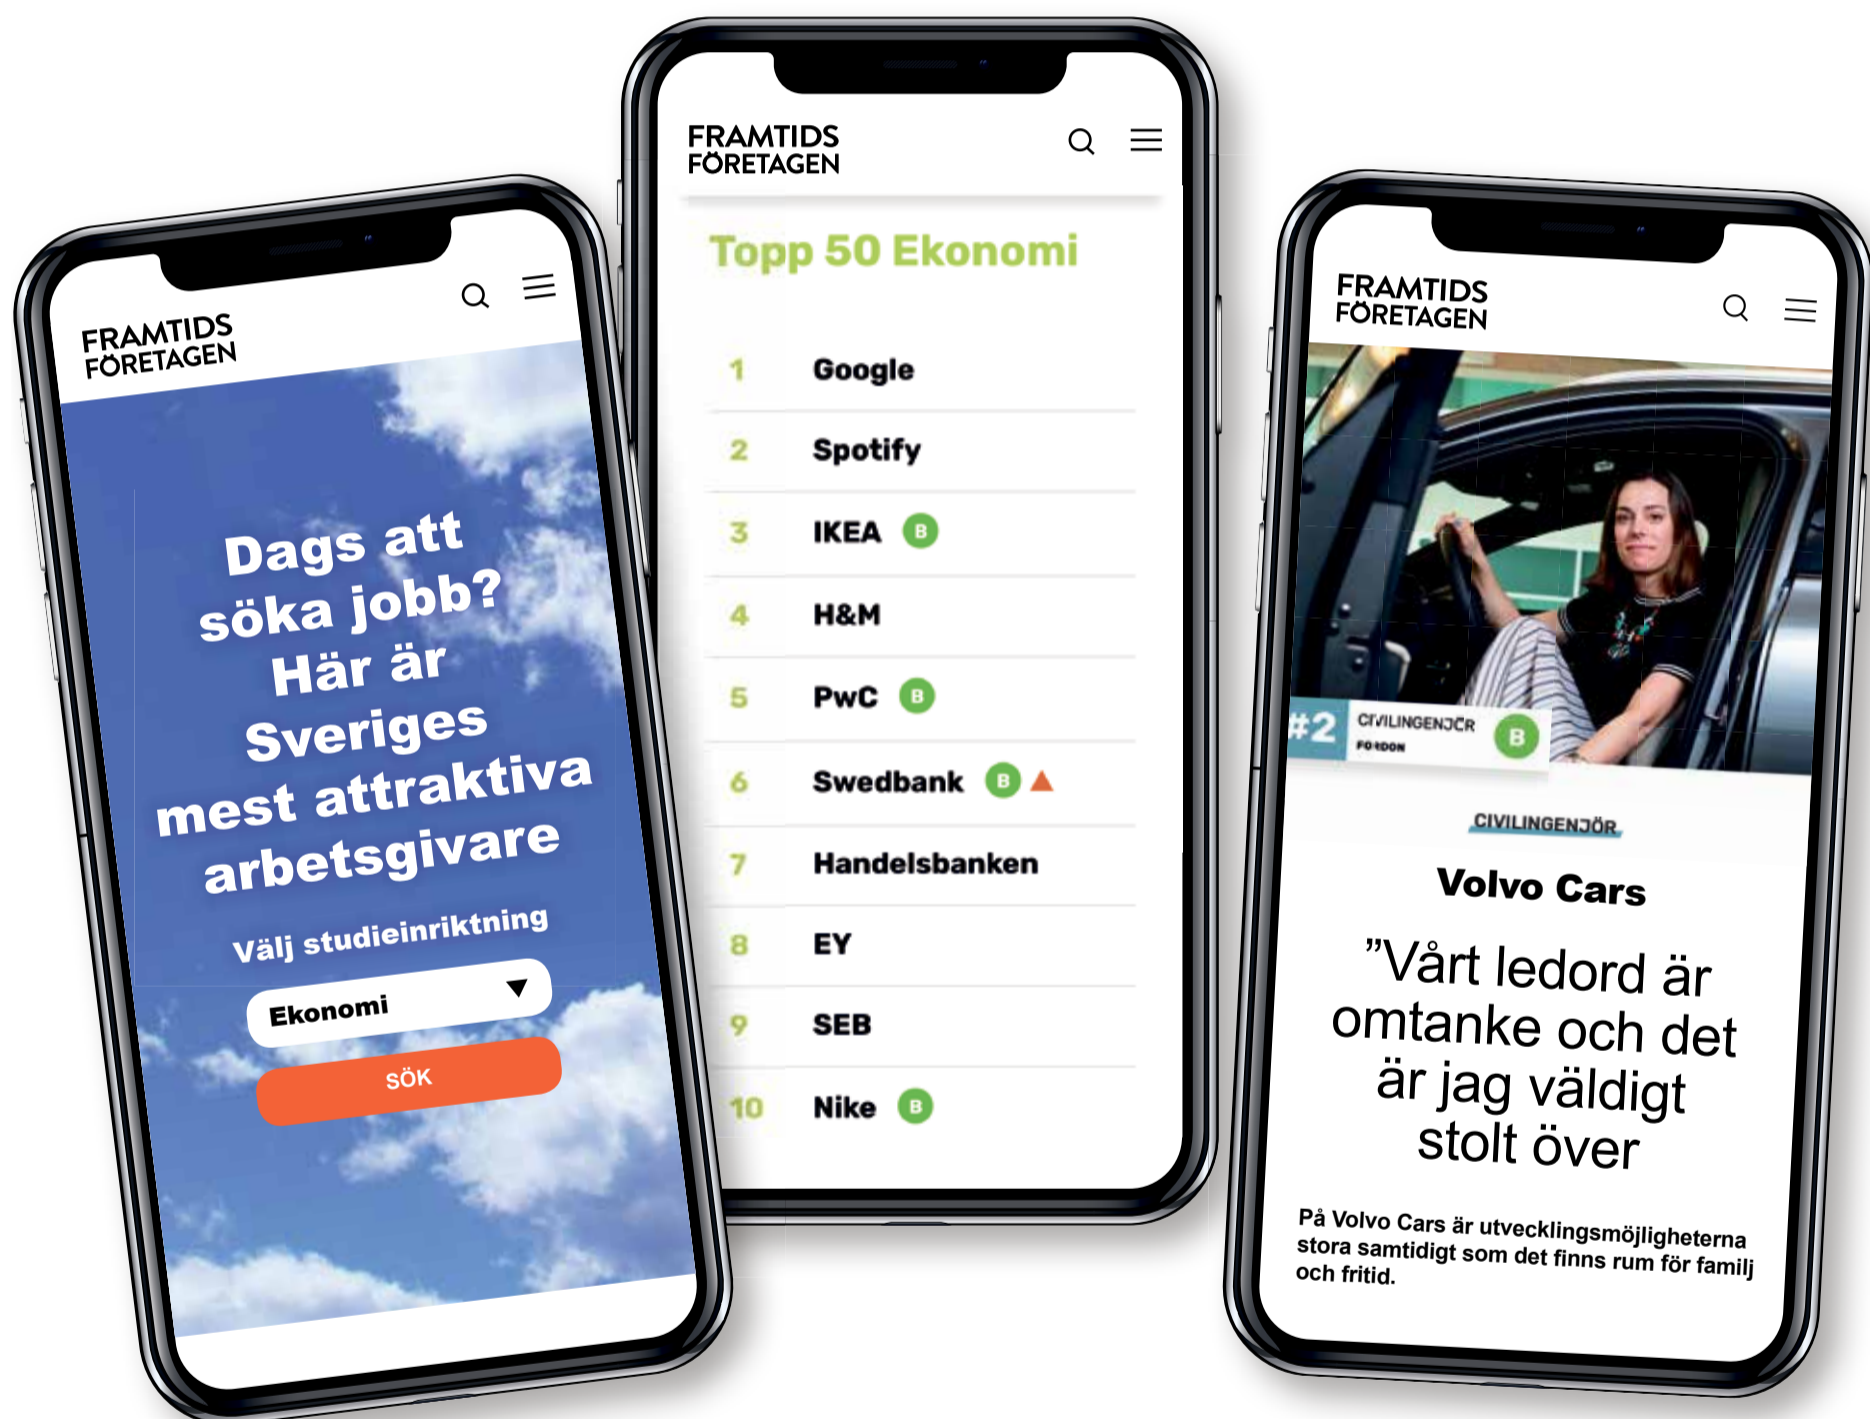 FRAMTIDS
FÖRETAGEN
Dags att
söka jobb?
Här är
Sveriges
mest attraktiva
arbetsgivare
Välj studieinriktning
Ekonomi
SÖK
FRAMTIDS
FÖRETAGEN
Topp 50 Ekonomi
1 Google
2 Spotify
3 IKEA B
4 H&M
5 PwC B
6 Swedbank B
7 Handelsbanken
8 EY
9 SEB
10 Nike B
FRAMTIDS
FÖRETAGEN
#2 CIVILINGENJÖR B
FORDON
CIVILINGENJÖR
Volvo Cars
”Vårt ledord är
omtanke och det
är jag väldigt
stolt över
På Volvo Cars är utvecklingsmöjligheterna
stora samtidigt som det finns rum för familj
och fritid.